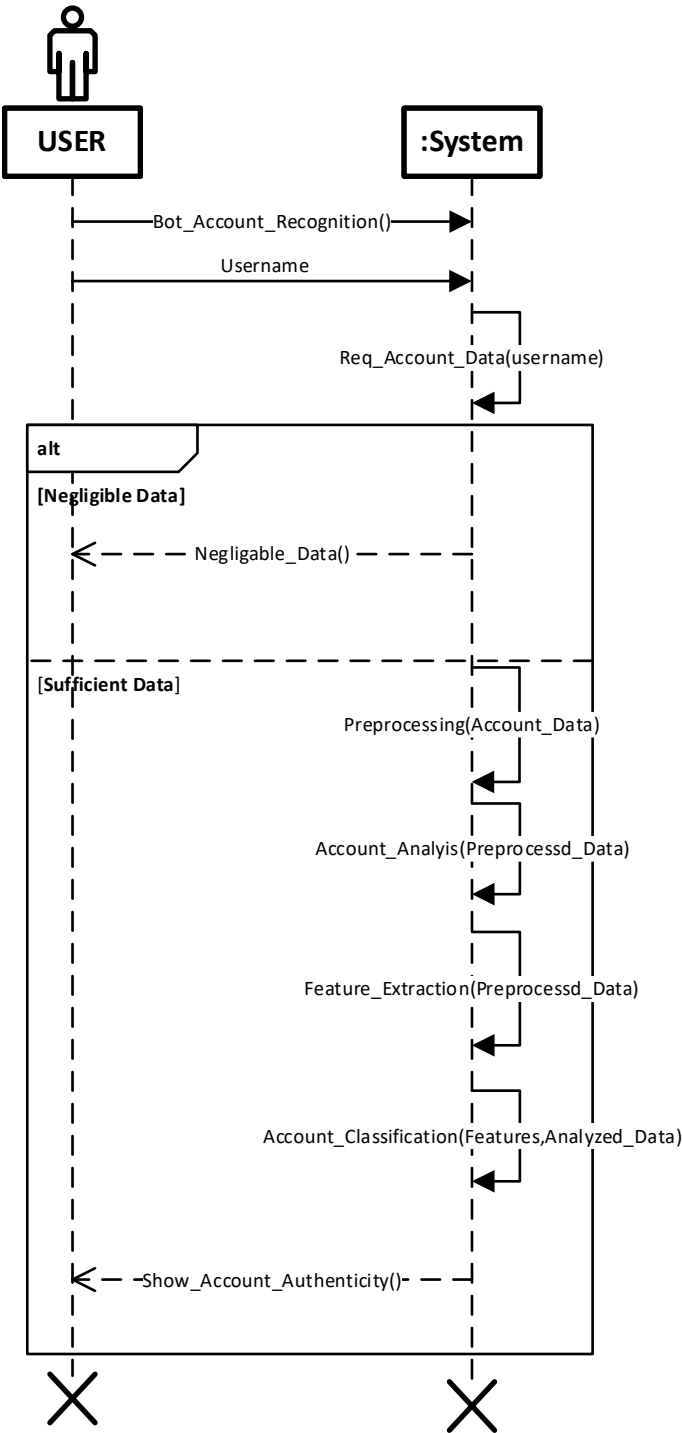 USER
:System
Bot_Account_Recognition()
Username
Req_Account_Data(username)
alt
[Negligible Data]
Negligable_Data()
[Sufficient Data]
Preprocessing(Account_Data)
Account_Analyis(Preprocessd_Data)
Feature_Extraction(Preprocessd_Data)
Account_Classification(Features,Analyzed_Data)
Show_Account_Authenticity()